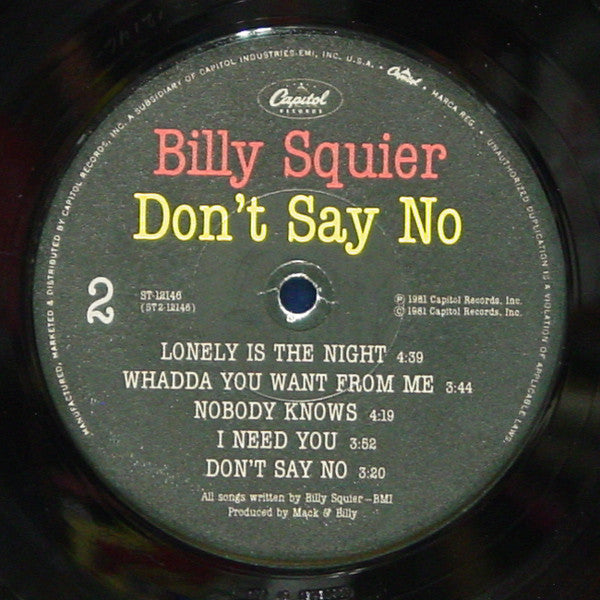 MANUFACTURED, MARKETED & DISTRIBUTED BY CAPITOL RECORDS, INC. A SUBSIDIARY OF CAPITOL INDUSTRIES-EMI, INC. U.S.A. • Capitol • MARCA REG. • UNAUTHORIZED DUPLICATION IS A VIOLATION OF APPLICABLE LAWS.
Capitol
RECORDS
Billy Squier
Don't Say No
2
ST-12146
(ST2-12146)
Ⓟ 1981 Capitol Records, Inc.
© 1981 Capitol Records, Inc.
LONELY IS THE NIGHT 4:39
WHADDA YOU WANT FROM ME 3:44
NOBODY KNOWS 4:19
I NEED YOU 3:52
DON'T SAY NO 3:20
All songs written by Billy Squier—BMI
Produced by Mack & Billy